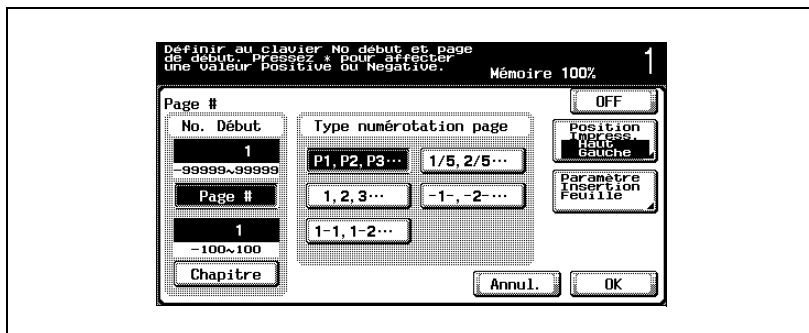 Définir au clavier No début et page
de début. Pressez * pour affecter
une valeur Positive ou Negative.
Mémoire 100%
1
Page #
OFF
No. Début
Type numérotation page
Position
Impress.
Haut
Gauche
1
-99999~99999
P1, P2, P3···
1/5, 2/5···
Page #
1, 2, 3···
-1-, -2-···
Paramètre
Insertion
Feuille
1
-100~100
1-1, 1-2···
Chapitre
Annul.
OK